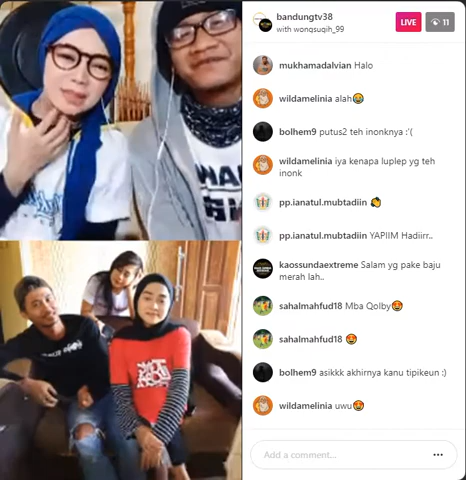 bandungtv38
with wonqsuqih_99
LIVE
11
mukhamadalvian Halo
wildamelinia alah😂
bolhem9 putus2 teh inonknya :'(
wildamelinia iya kenapa luplep yg teh
inonk
pp.ianatul.mubtadiin 👏
pp.ianatul.mubtadiin YAPIIM Hadiirr..
kaossundaextreme Salam yg pake baju
merah lah..
sahalmahfud18 Mba Qolby🤩
sahalmahfud18 🤩
bolhem9 asikkk akhirnya kanu tipikeun :)
wildamelinia uwu🤩
Add a comment...